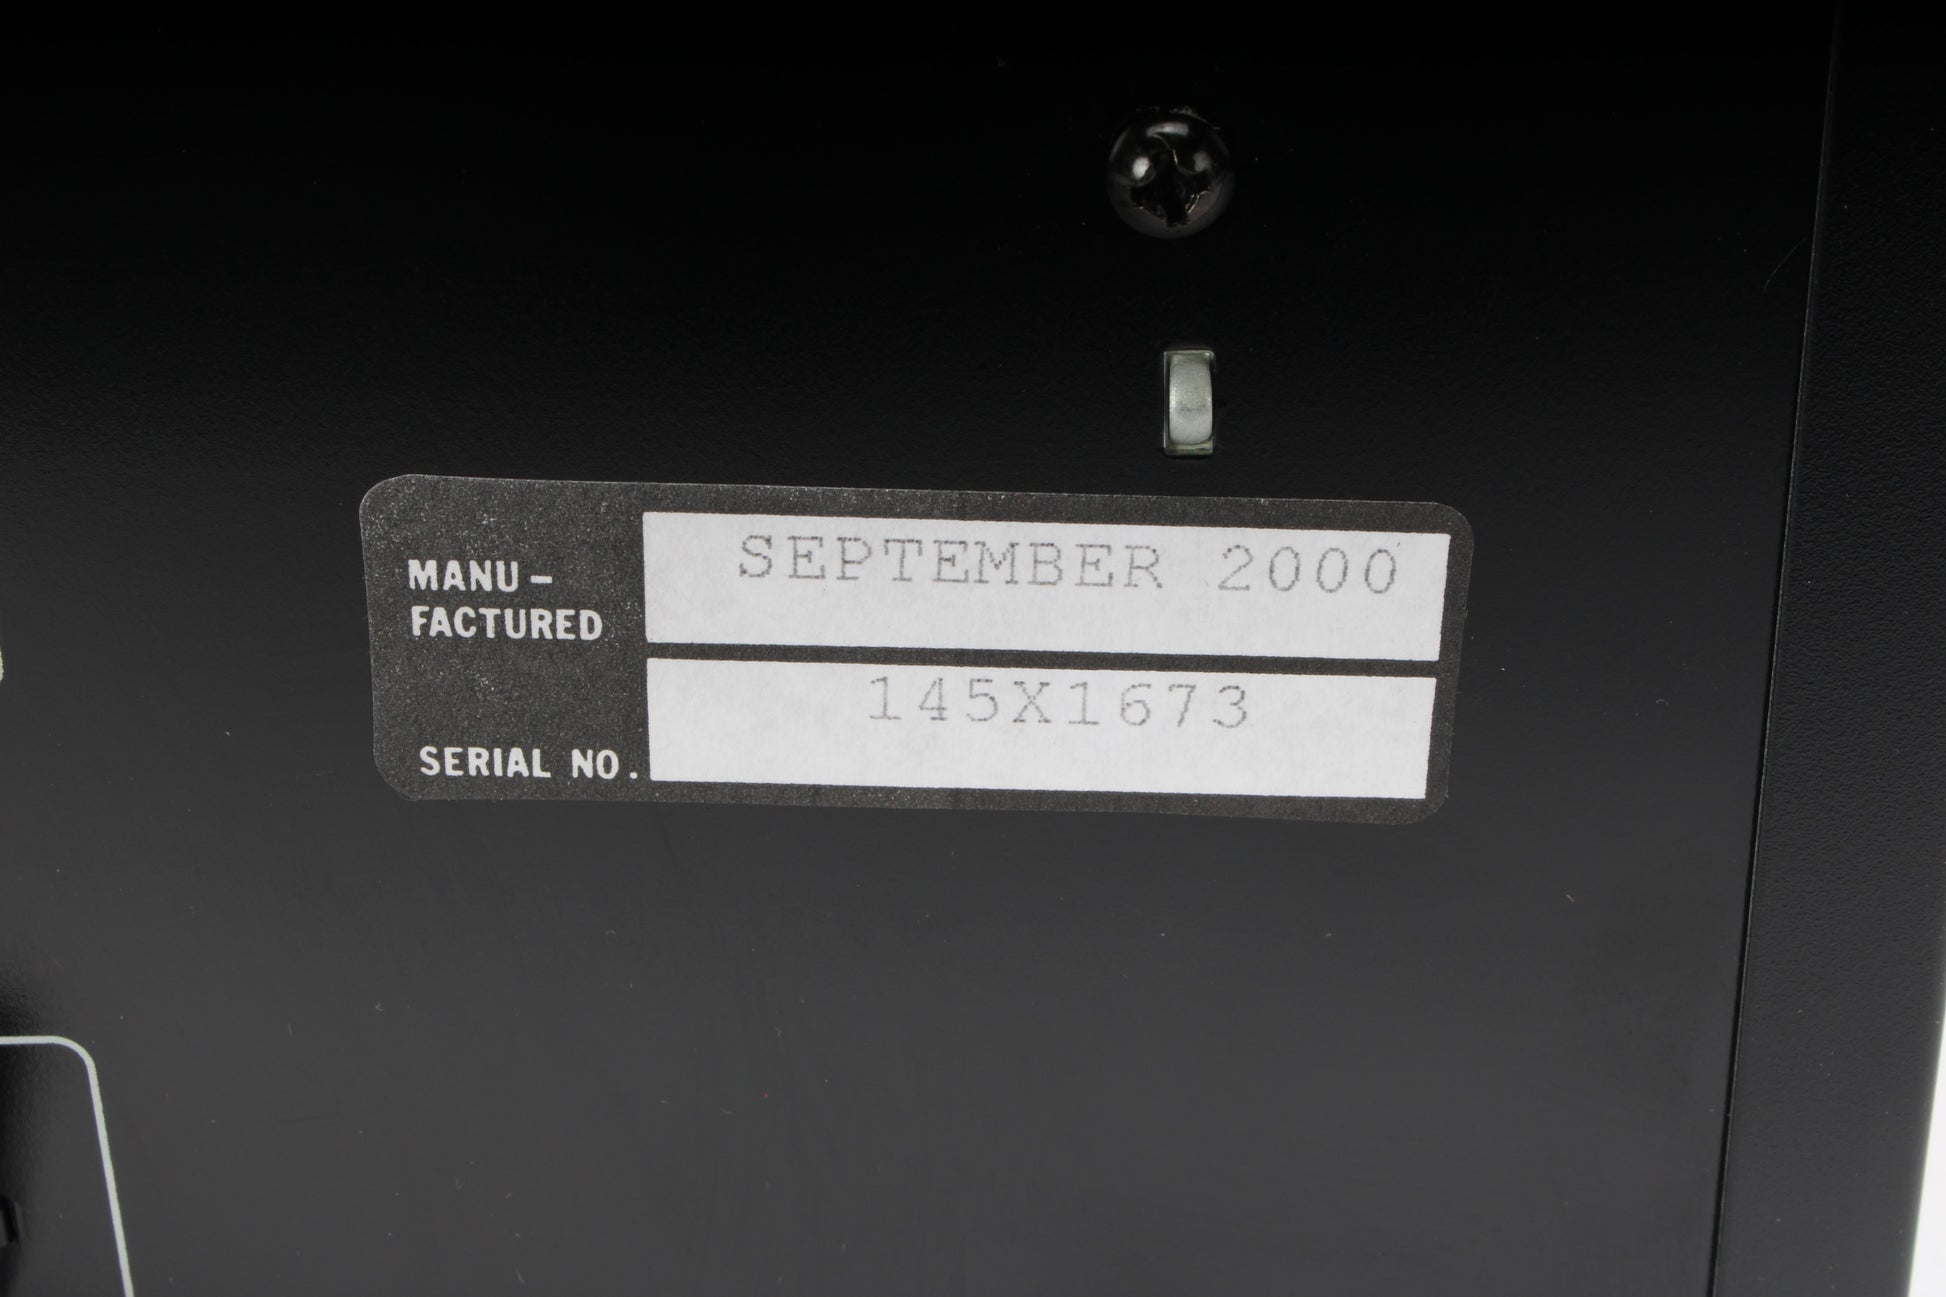 MANU-
FACTURED
SEPTEMBER 2000
SERIAL NO.
145X1673